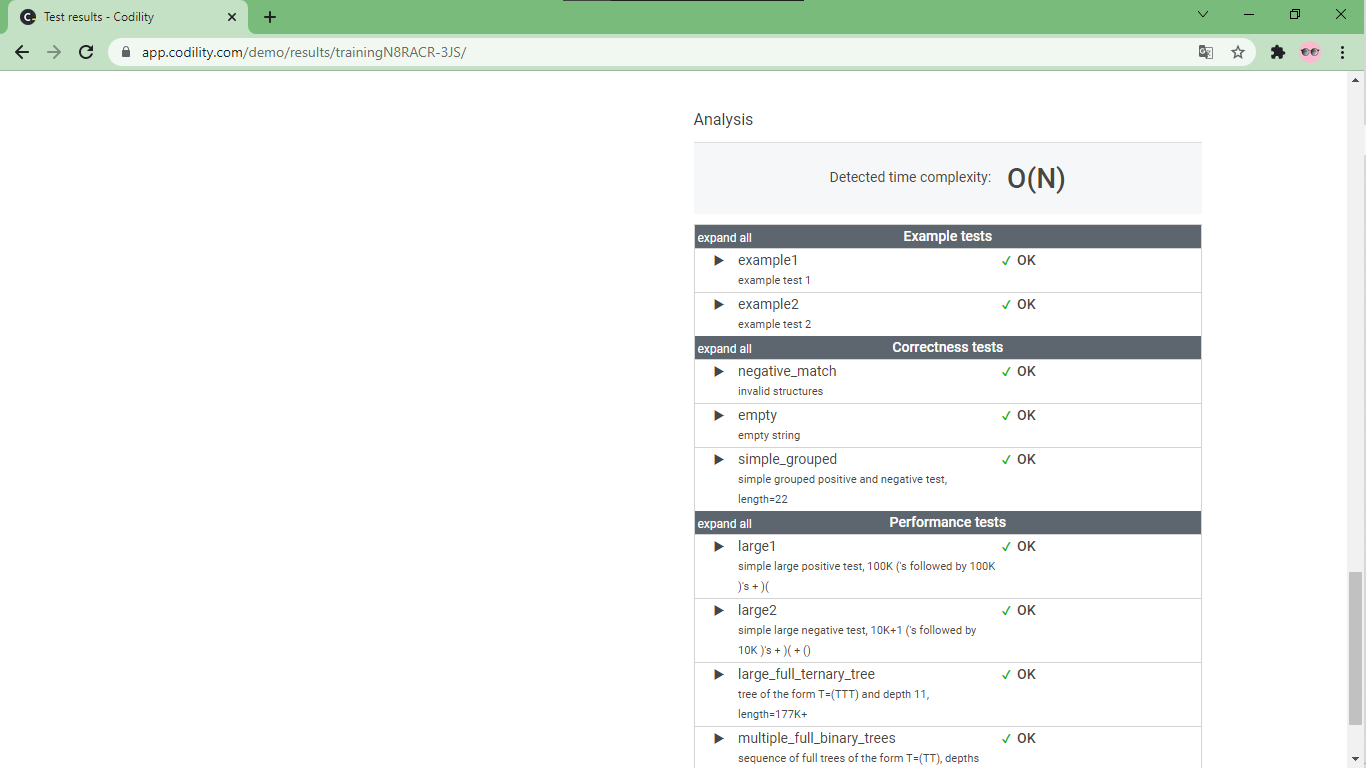 Test results - Codility
app.codility.com/demo/results/trainingN8RACR-3JS/
Analysis
Detected time complexity: O(N)
expand all Example tests
example1 ✓ OK
example test 1
example2 ✓ OK
example test 2
expand all Correctness tests
negative_match ✓ OK
invalid structures
empty ✓ OK
empty string
simple_grouped ✓ OK
simple grouped positive and negative test,
length=22
expand all Performance tests
large1 ✓ OK
simple large positive test, 100K ('s followed by 100K
)'s + )(
large2 ✓ OK
simple large negative test, 10K+1 ('s followed by
10K )'s + )( + ()
large_full_ternary_tree ✓ OK
tree of the form T=(TTT) and depth 11,
length=177K+
multiple_full_binary_trees ✓ OK
sequence of full trees of the form T=(TT), depths